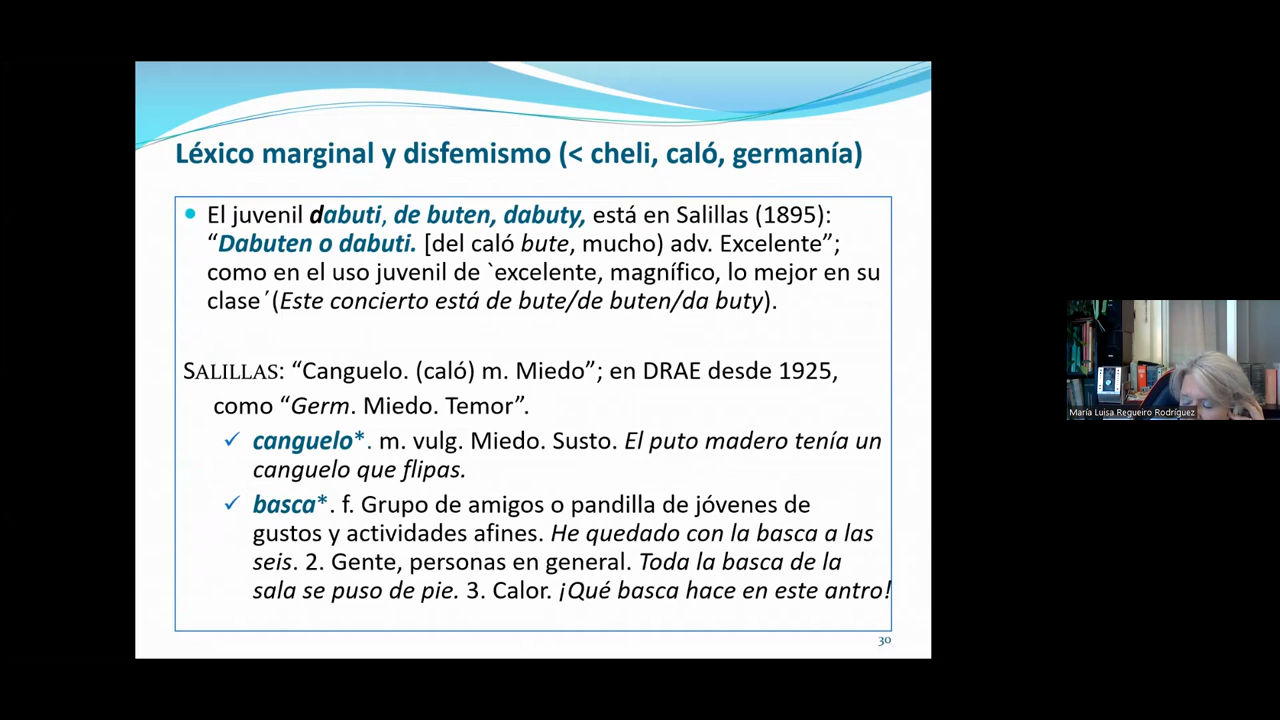 Léxico marginal y disfemismo (< cheli, caló, germanía)
• El juvenil dabuti, de buten, dabuty, está en Salillas (1895):
“Dabuten o dabuti. [del caló bute, mucho) adv. Excelente”;
como en el uso juvenil de `excelente, magnífico, lo mejor en su
clase´(Este concierto está de bute/de buten/da buty).
SALILLAS: “Canguelo. (caló) m. Miedo”; en DRAE desde 1925,
como “Germ. Miedo. Temor”.
✓ canguelo*. m. vulg. Miedo. Susto. El puto madero tenía un
canguelo que flipas.
✓ basca*. f. Grupo de amigos o pandilla de jóvenes de
gustos y actividades afines. He quedado con la basca a las
seis. 2. Gente, personas en general. Toda la basca de la
sala se puso de pie. 3. Calor. ¡Qué basca hace en este antro!
30
María Luisa Regueiro Rodríguez